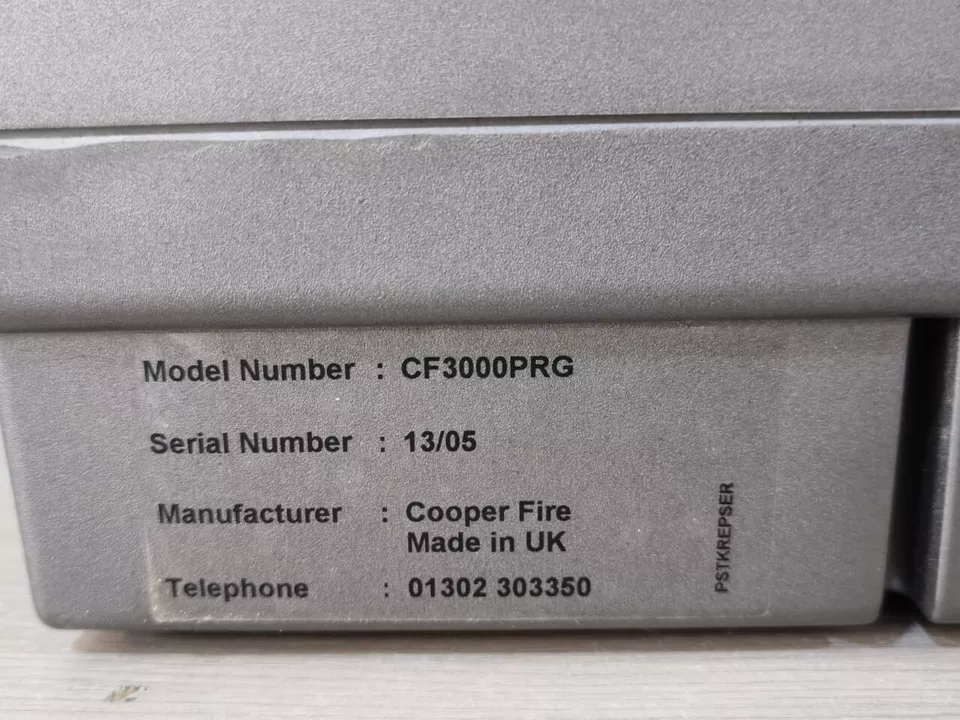 Model Number : CF3000PRG
Serial Number : 13/05
Manufacturer : Cooper Fire
Made in UK
Telephone : 01302 303350
PSTKREPSER